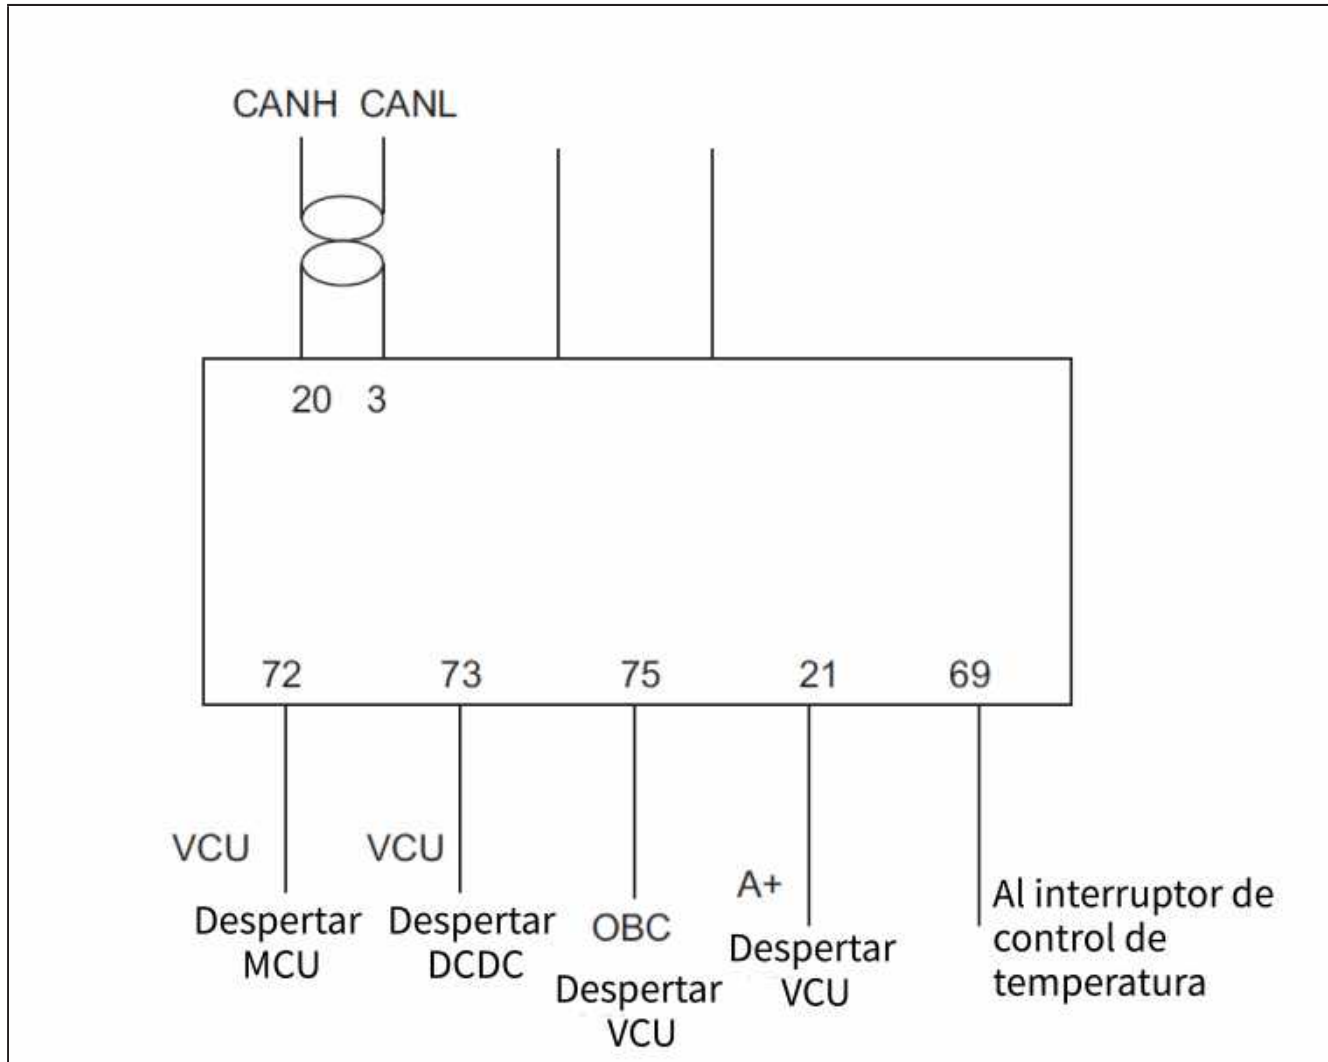 CANH CANL
20 3
72 73 75 21 69
VCU
Despertar
MCU
VCU
Despertar
DCDC
OBC
Despertar
VCU
A+
Despertar
VCU
Al interruptor de
control de
temperatura